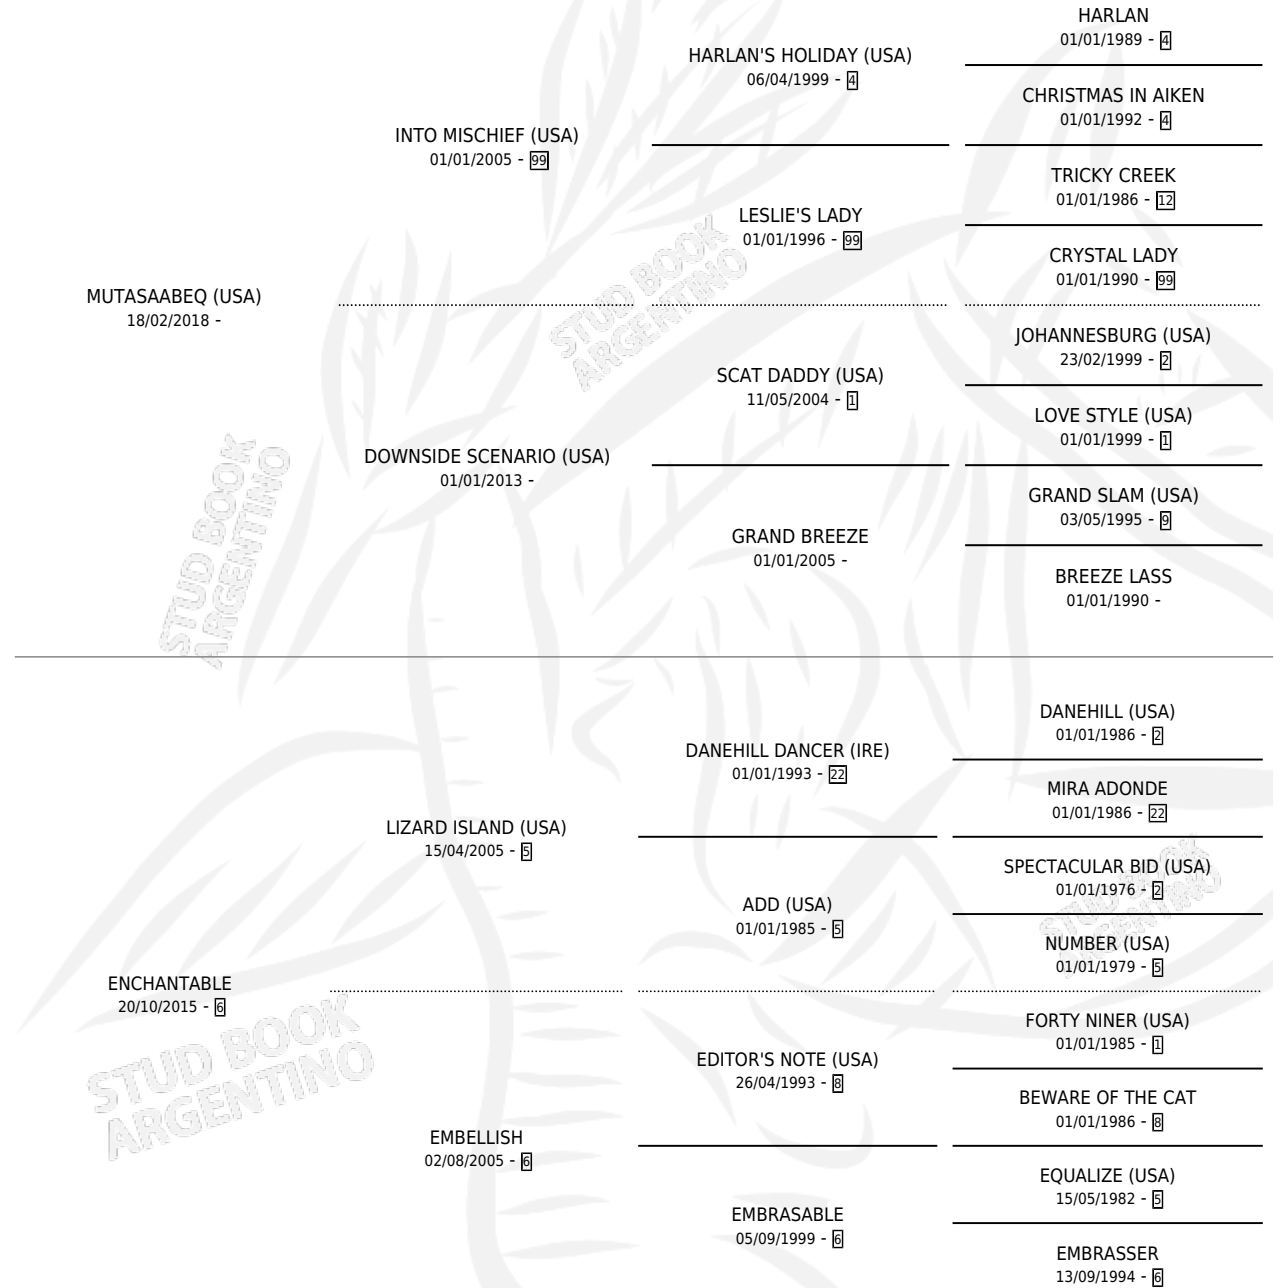 HARLAN
01/01/1989 - 4
HARLAN'S HOLIDAY (USA)
06/04/1999 - 4
CHRISTMAS IN AIKEN
01/01/1992 - 4
INTO MISCHIEF (USA)
01/01/2005 - 99
TRICKY CREEK
01/01/1986 - 12
LESLIE'S LADY
01/01/1996 - 99
CRYSTAL LADY
01/01/1990 - 99
MUTASAABEQ (USA)
18/02/2018 -
JOHANNESBURG (USA)
23/02/1999 - 2
SCAT DADDY (USA)
11/05/2004 - 1
LOVE STYLE (USA)
01/01/1999 - 1
DOWNSIDE SCENARIO (USA)
01/01/2013 -
GRAND SLAM (USA)
03/05/1995 - 9
GRAND BREEZE
01/01/2005 -
BREEZE LASS
01/01/1990 -
DANEHILL (USA)
01/01/1986 - 2
DANEHILL DANCER (IRE)
01/01/1993 - 22
MIRA ADONDE
01/01/1986 - 22
LIZARD ISLAND (USA)
15/04/2005 - 5
SPECTACULAR BID (USA)
01/01/1976 - 2
ADD (USA)
01/01/1985 - 5
NUMBER (USA)
01/01/1979 - 5
ENCHANTABLE
20/10/2015 - 6
FORTY NINER (USA)
01/01/1985 - 1
EDITOR'S NOTE (USA)
26/04/1993 - 8
BEWARE OF THE CAT
01/01/1986 - 8
EMBELLISH
02/08/2005 - 6
EQUALIZE (USA)
15/05/1982 - 5
EMBRASABLE
05/09/1999 - 6
EMBRASSER
13/09/1994 - 6
STUD BOOK
ARGENTINO
STUD BOOK
ARGENTINO
STUD BOOK
ARGENTINO
STUD BOOK
ARGENTINO